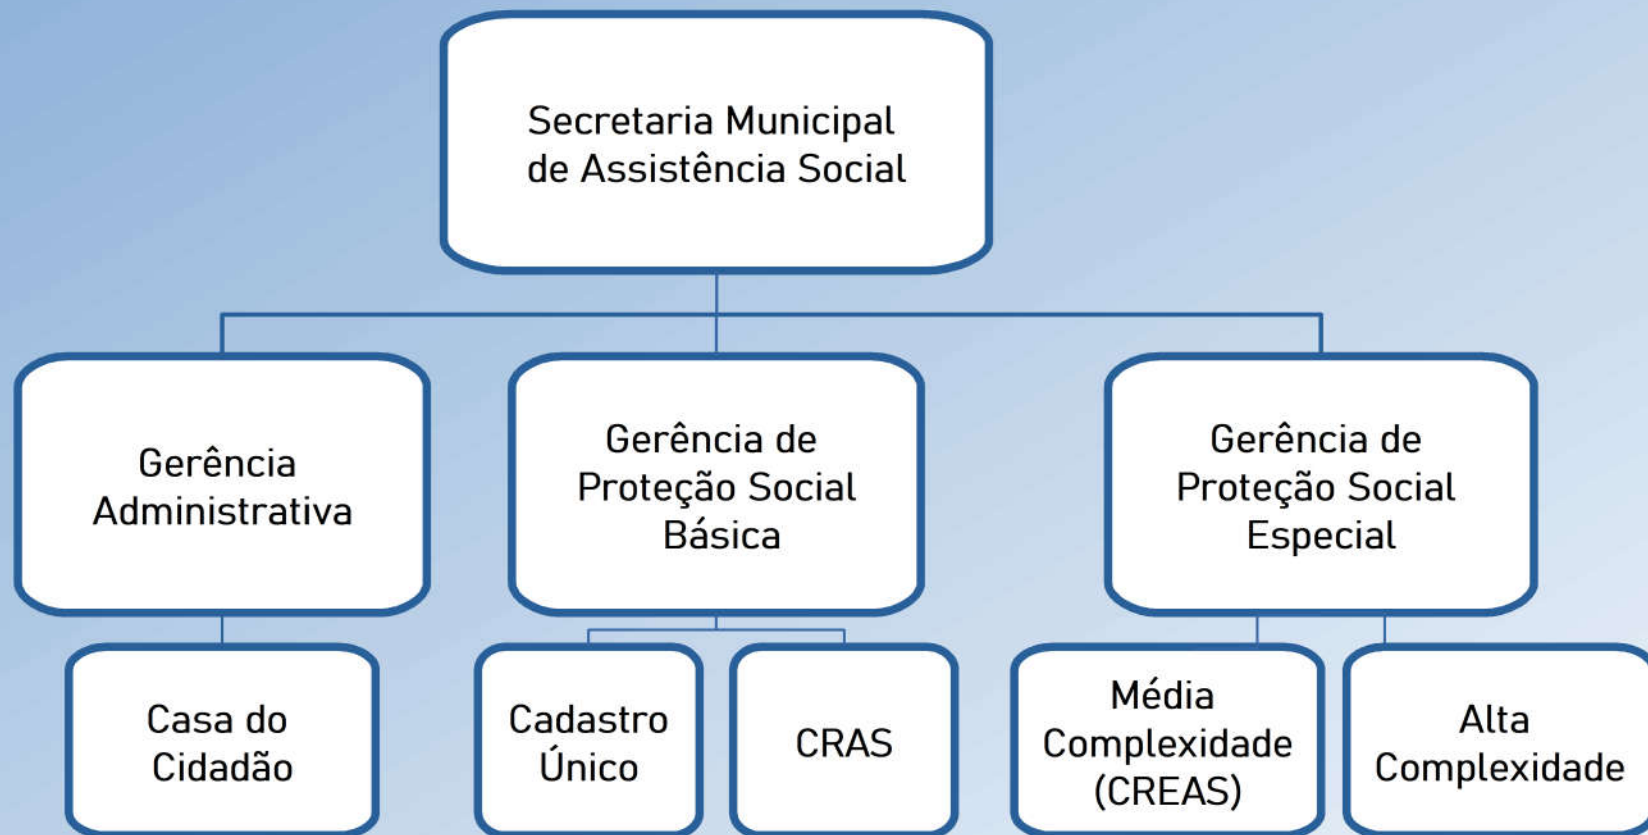 Secretaria Municipal
de Assistência Social
Gerência
Administrativa
Gerência de
Proteção Social
Básica
Gerência de
Proteção Social
Especial
Casa do
Cidadão
Cadastro
Único
CRAS
Média
Complexidade
(CREAS)
Alta
Complexidade